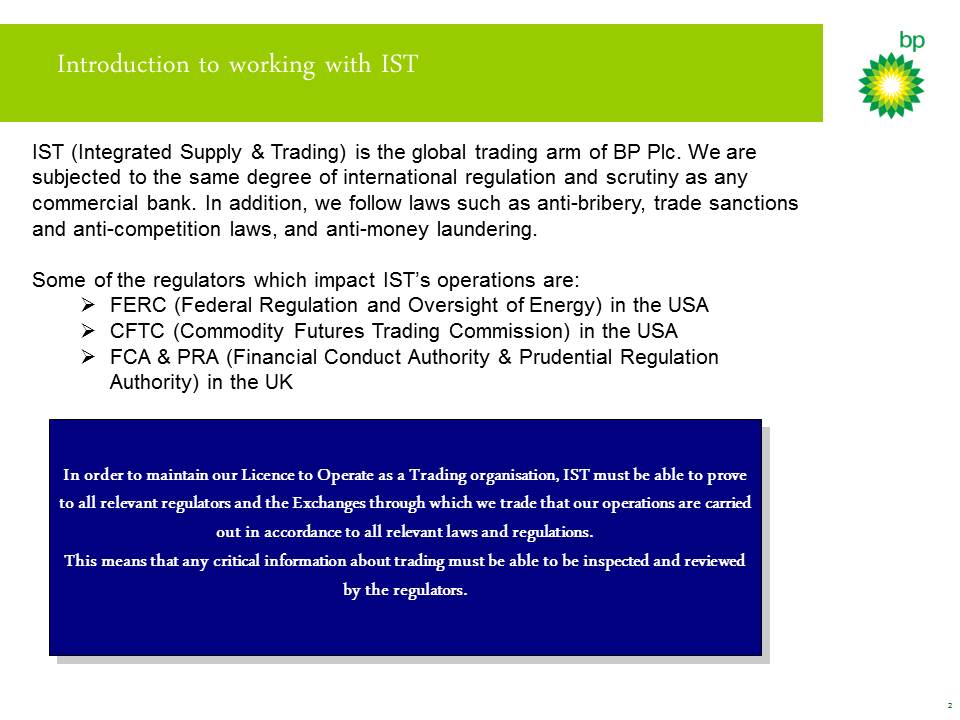 Introduction to working with IST
bp
IST (Integrated Supply & Trading) is the global trading arm of BP Plc. We are
subjected to the same degree of international regulation and scrutiny as any
commercial bank. In addition, we follow laws such as anti-bribery, trade sanctions
and anti-competition laws, and anti-money laundering.
Some of the regulators which impact IST’s operations are:
➢ FERC (Federal Regulation and Oversight of Energy) in the USA
➢ CFTC (Commodity Futures Trading Commission) in the USA
➢ FCA & PRA (Financial Conduct Authority & Prudential Regulation
Authority) in the UK
In order to maintain our Licence to Operate as a Trading organisation, IST must be able to prove
to all relevant regulators and the Exchanges through which we trade that our operations are carried
out in accordance to all relevant laws and regulations.
This means that any critical information about trading must be able to be inspected and reviewed
by the regulators.
2